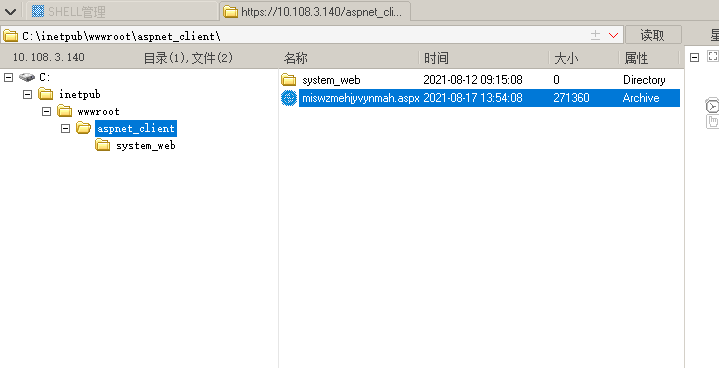 SHELL管理 https://10.108.3.140/aspnet_cli...
C:\inetpub\wwwroot\aspnet_client\ 读取
10.108.3.140 目录(1),文件(2) 名称 时间 大小 属性
C: system_web 2021-08-12 09:15:08 0 Directory
inetpub miswzmehjyvynmah.aspx 2021-08-17 13:54:08 271360 Archive
wwwroot
aspnet_client
system_web